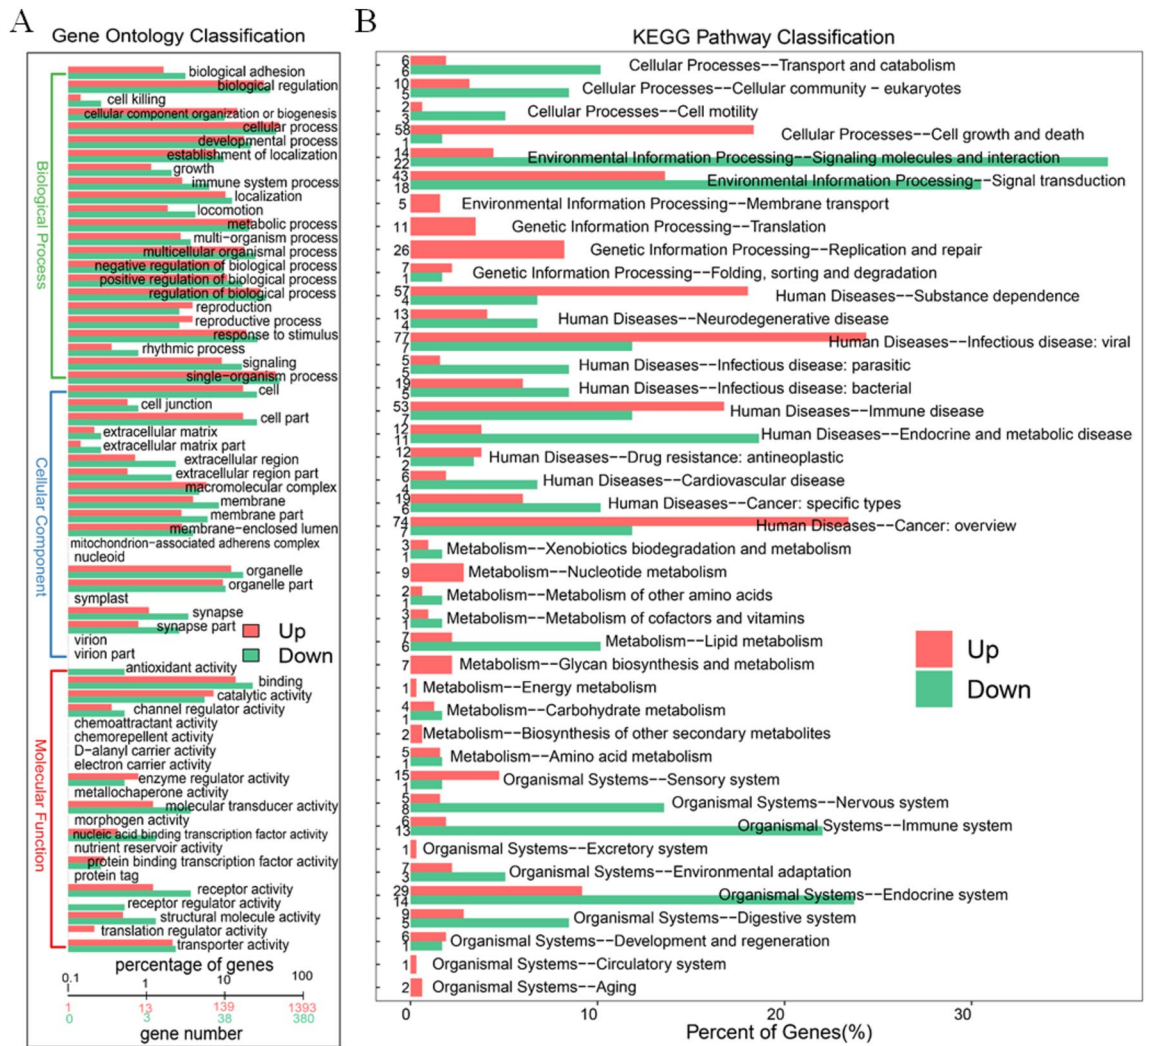 A
Gene Ontology Classification
Biological Process
biological adhesion
biological regulation
cell killing
cellular component organization or biogenesis
cellular process
developmental process
establishment of localization
growth
immune system process
localization
locomotion
metabolic process
multi-organism process
multicellular organismal process
negative regulation of biological process
positive regulation of biological process
regulation of biological process
reproduction
reproductive process
response to stimulus
rhythmic process
signaling
single-organism process
Cellular Component
cell
cell junction
cell part
extracellular matrix
extracellular matrix part
extracellular region
extracellular region part
macromolecular complex
membrane
membrane part
membrane-enclosed lumen
mitochondrion-associated adherens complex
nucleoid
organelle
organelle part
symplast
synapse
synapse part
virion
virion part
Up
Down
Molecular Function
antioxidant activity
binding
catalytic activity
channel regulator activity
chemoattractant activity
chemorepellent activity
D-alanyl carrier activity
electron carrier activity
enzyme regulator activity
metallochaperone activity
molecular transducer activity
morphogen activity
nucleic acid binding transcription factor activity
nutrient reservoir activity
protein binding transcription factor activity
protein tag
receptor activity
receptor regulator activity
structural molecule activity
translation regulator activity
transporter activity
percentage of genes
0.1 1 10 100
1 13 139 1393
0 3 38 380
gene number
B
KEGG Pathway Classification
6
6
Cellular Processes--Transport and catabolism
10
5
Cellular Processes--Cellular community - eukaryotes
2
3
Cellular Processes--Cell motility
58
1
Cellular Processes--Cell growth and death
14
22
Environmental Information Processing--Signaling molecules and interaction
43
18
Environmental Information Processing--Signal transduction
5
Environmental Information Processing--Membrane transport
11
Genetic Information Processing--Translation
26
Genetic Information Processing--Replication and repair
7
1
Genetic Information Processing--Folding, sorting and degradation
57
4
Human Diseases--Substance dependence
13
4
Human Diseases--Neurodegenerative disease
77
7
Human Diseases--Infectious disease: viral
5
5
Human Diseases--Infectious disease: parasitic
19
5
Human Diseases--Infectious disease: bacterial
53
7
Human Diseases--Immune disease
12
11
Human Diseases--Endocrine and metabolic disease
12
2
Human Diseases--Drug resistance: antineoplastic
6
4
Human Diseases--Cardiovascular disease
19
6
Human Diseases--Cancer: specific types
74
7
Human Diseases--Cancer: overview
3
1
Metabolism--Xenobiotics biodegradation and metabolism
9
Metabolism--Nucleotide metabolism
2
1
Metabolism--Metabolism of other amino acids
3
1
Metabolism--Metabolism of cofactors and vitamins
7
6
Metabolism--Lipid metabolism
7
Metabolism--Glycan biosynthesis and metabolism
1
Metabolism--Energy metabolism
4
1
Metabolism--Carbohydrate metabolism
2
Metabolism--Biosynthesis of other secondary metabolites
5
1
Metabolism--Amino acid metabolism
15
1
Organismal Systems--Sensory system
5
8
Organismal Systems--Nervous system
6
13
Organismal Systems--Immune system
1
Organismal Systems--Excretory system
7
3
Organismal Systems--Environmental adaptation
29
14
Organismal Systems--Endocrine system
9
5
Organismal Systems--Digestive system
6
1
Organismal Systems--Development and regeneration
1
Organismal Systems--Circulatory system
2
Organismal Systems--Aging
Up
Down
0 10 20 30
Percent of Genes(%)